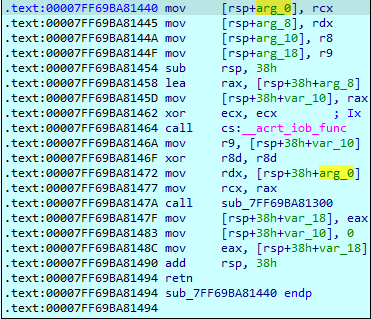 .text:00007FF69BA81440 mov [rsp+arg_0], rcx
.text:00007FF69BA81445 mov [rsp+arg_8], rdx
.text:00007FF69BA8144A mov [rsp+arg_10], r8
.text:00007FF69BA8144F mov [rsp+arg_18], r9
.text:00007FF69BA81454 sub rsp, 38h
.text:00007FF69BA81458 lea rax, [rsp+38h+arg_8]
.text:00007FF69BA8145D mov [rsp+38h+var_10], rax
.text:00007FF69BA81462 xor ecx, ecx ; Ix
.text:00007FF69BA81464 call cs:__acrt_iob_func
.text:00007FF69BA8146A mov r9, [rsp+38h+var_10]
.text:00007FF69BA8146F xor r8d, r8d
.text:00007FF69BA81472 mov rdx, [rsp+38h+arg_0]
.text:00007FF69BA81477 mov rcx, rax
.text:00007FF69BA8147A call sub_7FF69BA81300
.text:00007FF69BA8147F mov [rsp+38h+var_18], eax
.text:00007FF69BA81483 mov [rsp+38h+var_10], 0
.text:00007FF69BA8148C mov eax, [rsp+38h+var_18]
.text:00007FF69BA81490 add rsp, 38h
.text:00007FF69BA81494 retn
.text:00007FF69BA81494 sub_7FF69BA81440 endp
.text:00007FF69BA81494